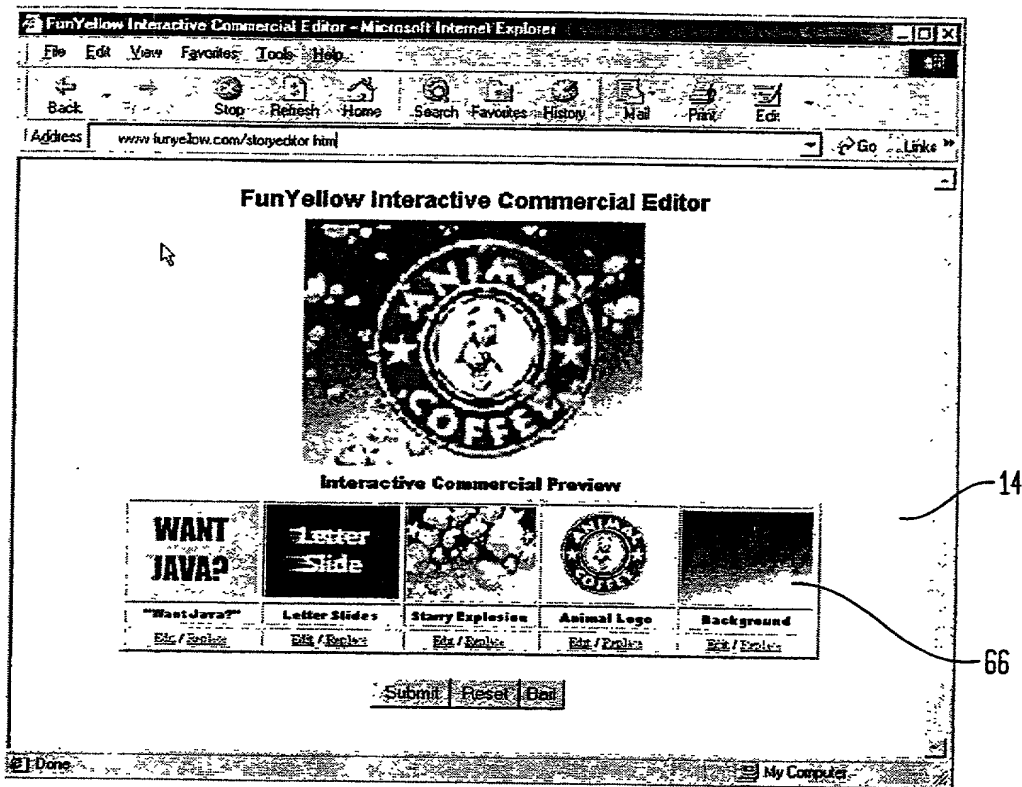 FunYellow Interactive Commercial Editor - Microsoft Internet Explorer
File Edit View Favorites Tools Help
Back Stop Refresh Home Search Favorites History Mail Print Edit
Address www.funyellow.com/storyeditor.htm Go Links »
FunYellow Interactive Commercial Editor
ANIMAX
COFFEE
Interactive Commercial Preview
14
WANT JAVA?
Letter Slide
COFFEE
"Want Java?" Letter Slides Starry Explosion Animal Logo Background
Edit / Replace Edit / Replace Edit / Replace Edit / Replace Edit / Replace
66
Submit Reset Bail
Done My Computer